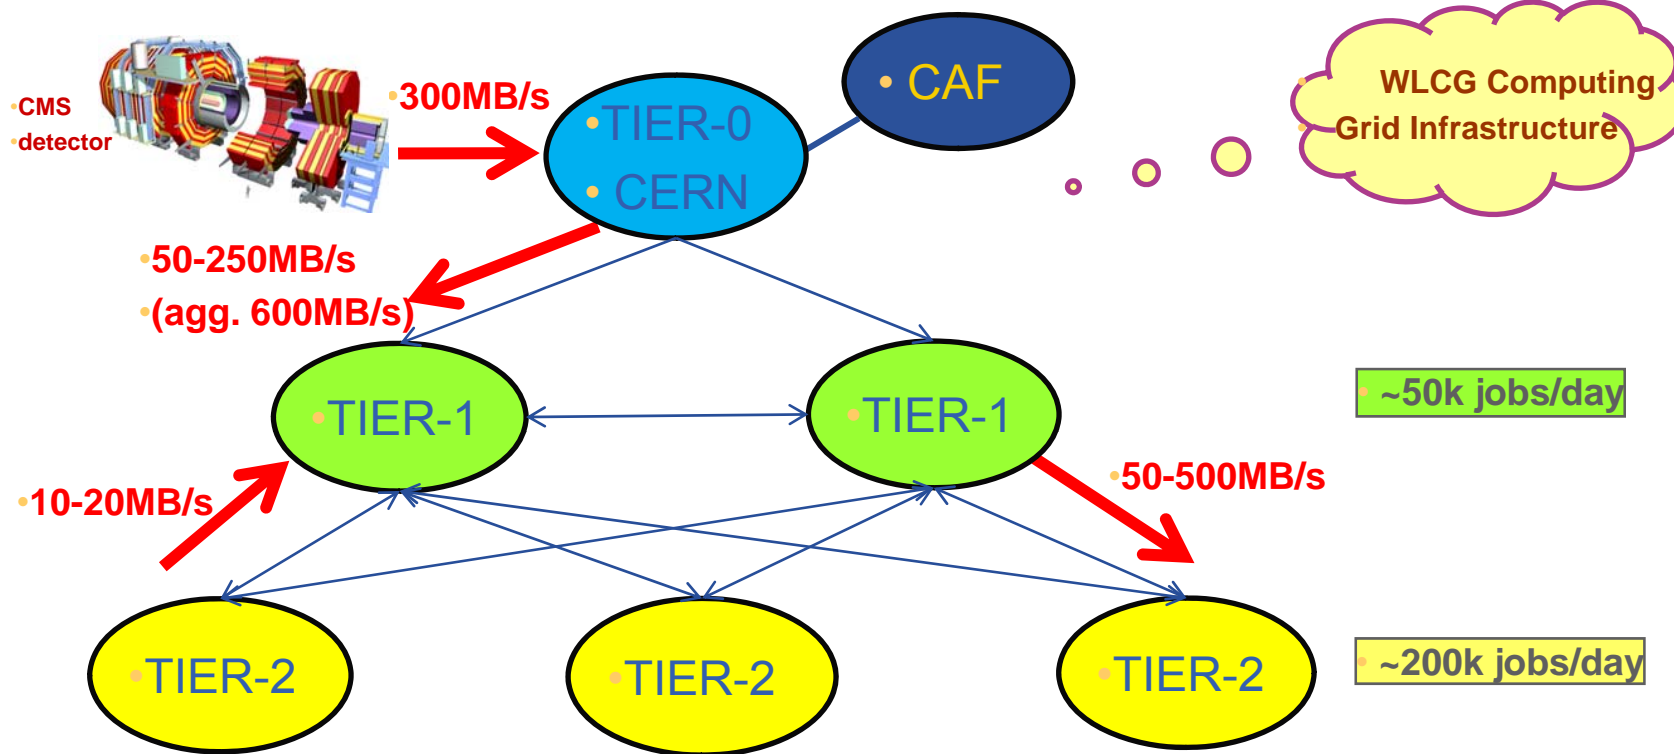 •CMS
•detector
•300MB/s
•TIER-0
• CERN
• CAF
• WLCG Computing
• Grid Infrastructure
•50-250MB/s
•(agg. 600MB/s)
•TIER-1
•TIER-1
• ~50k jobs/day
•10-20MB/s
•50-500MB/s
•TIER-2
•TIER-2
•TIER-2
• ~200k jobs/day